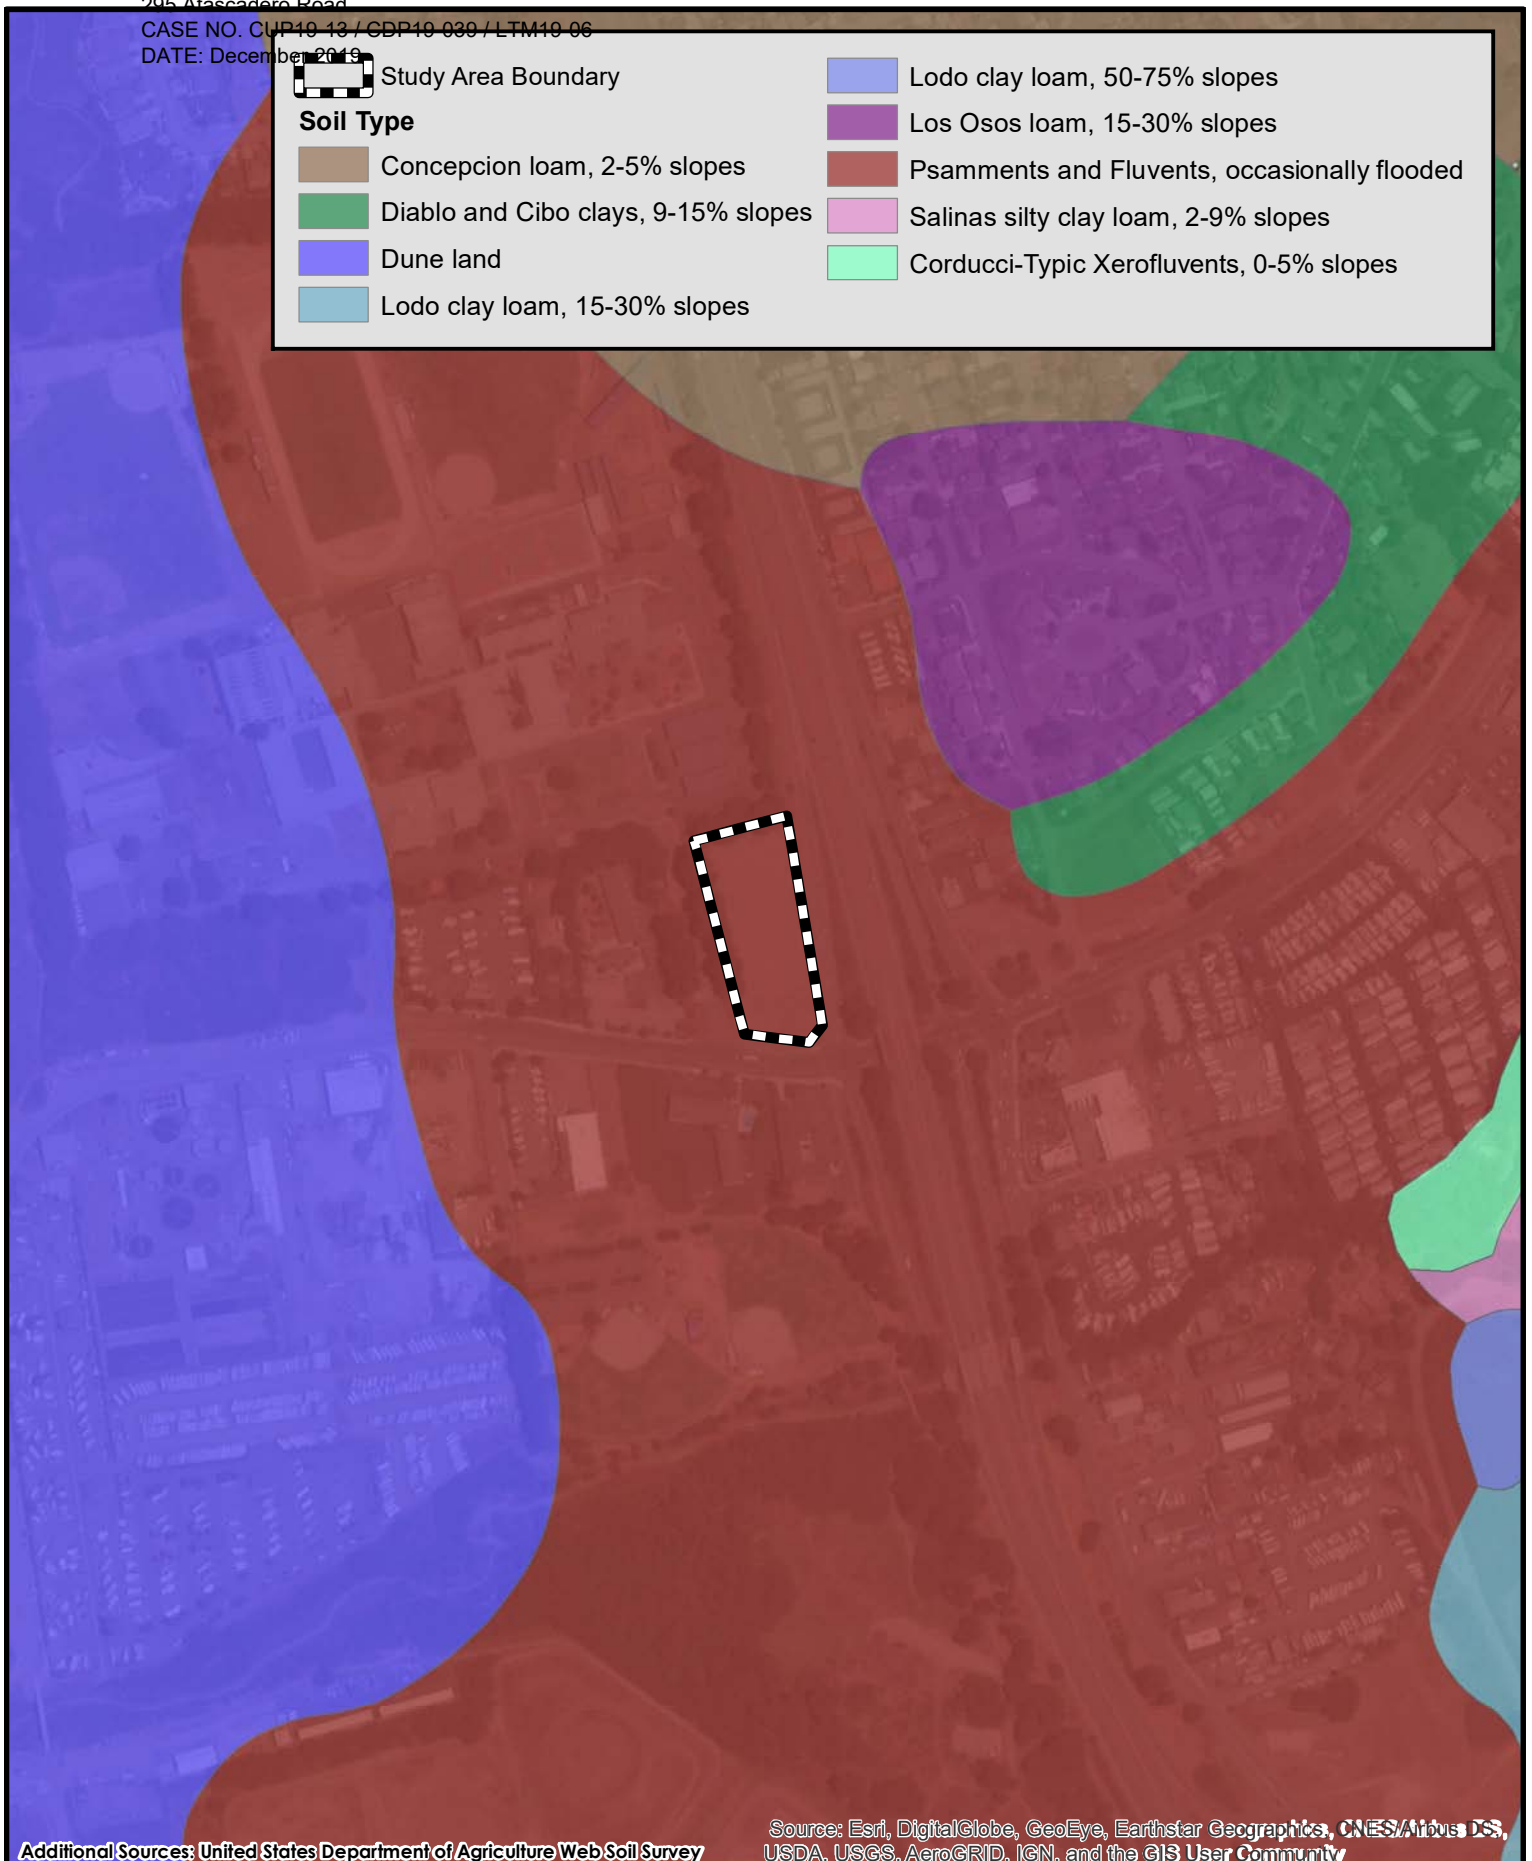 295 Atascadero Road
CASE NO. CUP19-13 / CDP19-039 / LTM19-06
DATE: December 2019
Study Area Boundary
Soil Type
Concepcion loam, 2-5% slopes
Diablo and Cibo clays, 9-15% slopes
Dune land
Lodo clay loam, 15-30% slopes
Lodo clay loam, 50-75% slopes
Los Osos loam, 15-30% slopes
Psamments and Fluvents, occasionally flooded
Salinas silty clay loam, 2-9% slopes
Corducci-Typic Xerofluvents, 0-5% slopes
Source: Esri, DigitalGlobe, GeoEye, Earthstar Geographics, CNES/Airbus DS,
USDA, USGS, AeroGRID, IGN, and the GIS User Community
Additional Sources: United States Department of Agriculture Web Soil Survey